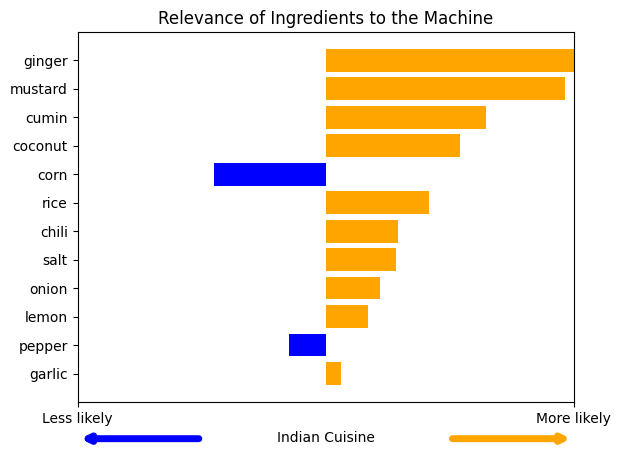 Relevance of Ingredients to the Machine
ginger
mustard
cumin
coconut
corn
rice
chili
salt
onion
lemon
pepper
garlic
Less likely
More likely
Indian Cuisine